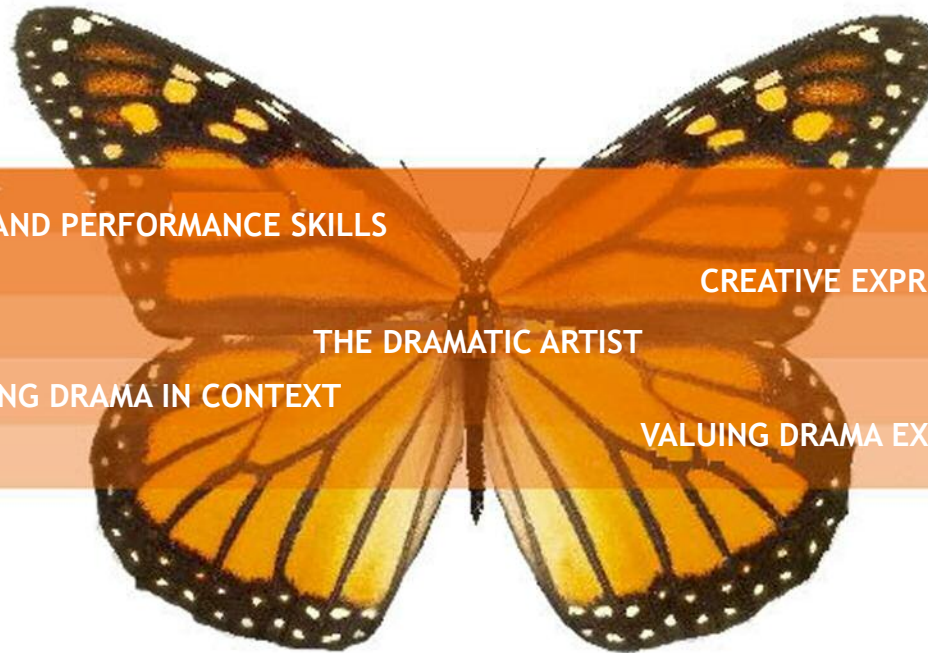 AND PERFORMANCE SKILLS
CREATIVE EXPR
THE DRAMATIC ARTIST
NG DRAMA IN CONTEXT
VALUING DRAMA EX